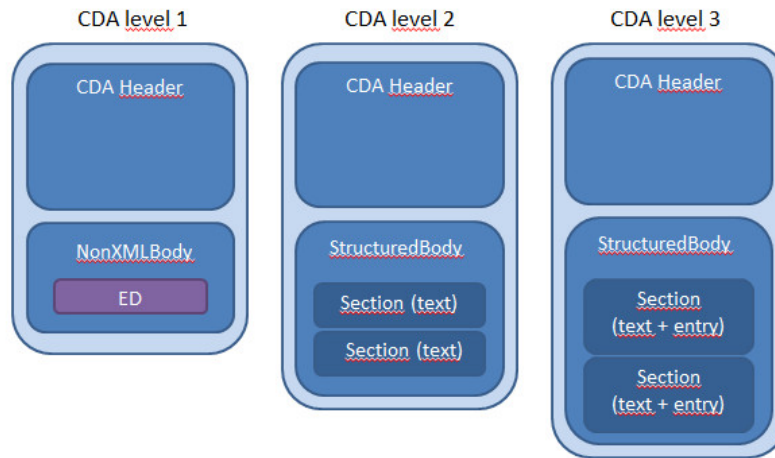 CDA level 1
CDA Header
NonXMLBody
ED
CDA level 2
CDA Header
StructuredBody
Section (text)
Section (text)
CDA level 3
CDA Header
StructuredBody
Section
(text + entry)
Section
(text + entry)